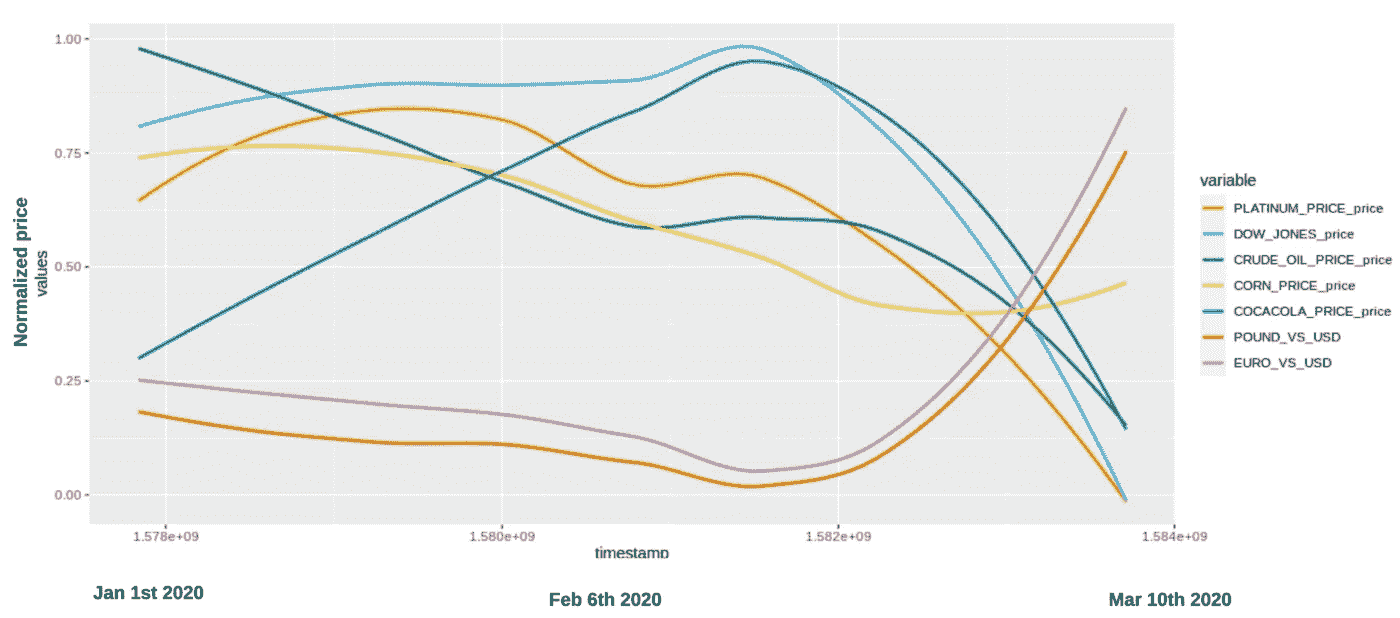 1.00
0.75
0.50
0.25
0.00
Normalized price
values
1.578e+09
1.580e+09
1.582e+09
1.584e+09
timestamp
Jan 1st 2020
Feb 6th 2020
Mar 10th 2020
variable
PLATINUM_PRICE_price
DOW_JONES_price
CRUDE_OIL_PRICE_price
CORN_PRICE_price
COCACOLA_PRICE_price
POUND_VS_USD
EURO_VS_USD